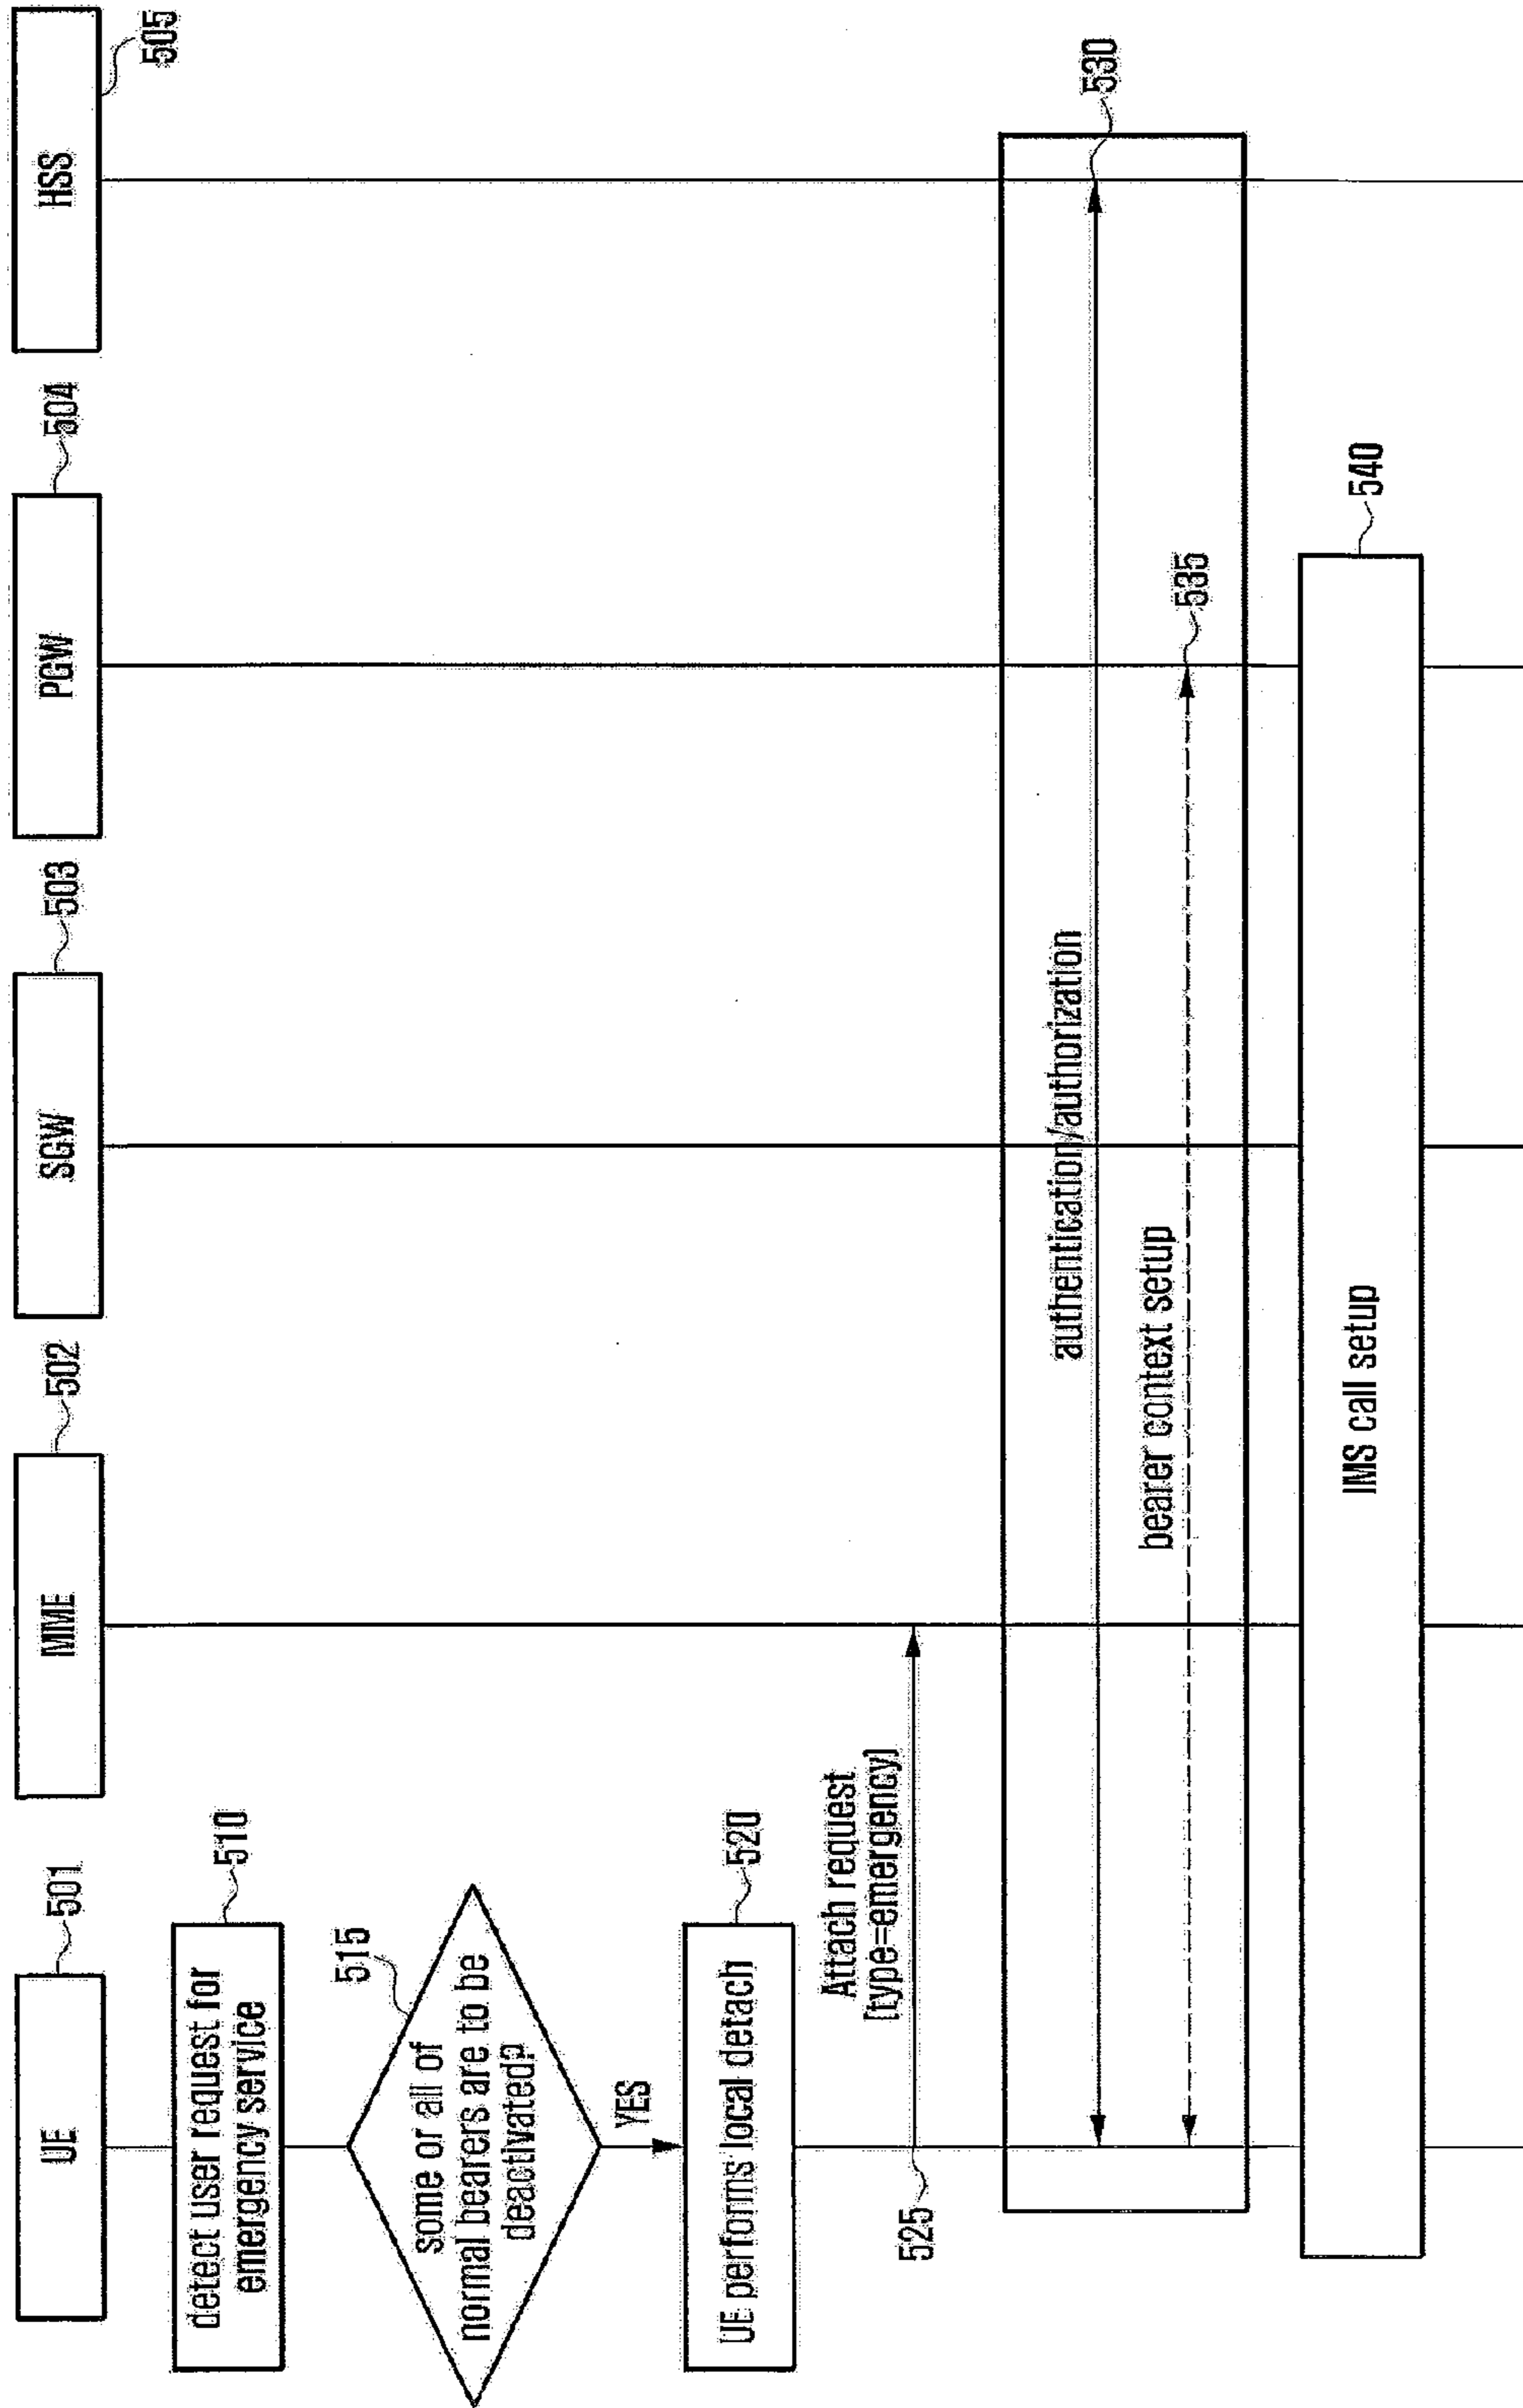 UE
501
MME
502
SGW
503
PGW
504
HSS
505
detect user request for
emergency service
510
515
some or all of
normal bearers are to be
deactivated?
YES
UE performs local detach
520
Attach request
[type=emergency]
525
authentication/authorization
530
bearer context setup
535
IMS call setup
540